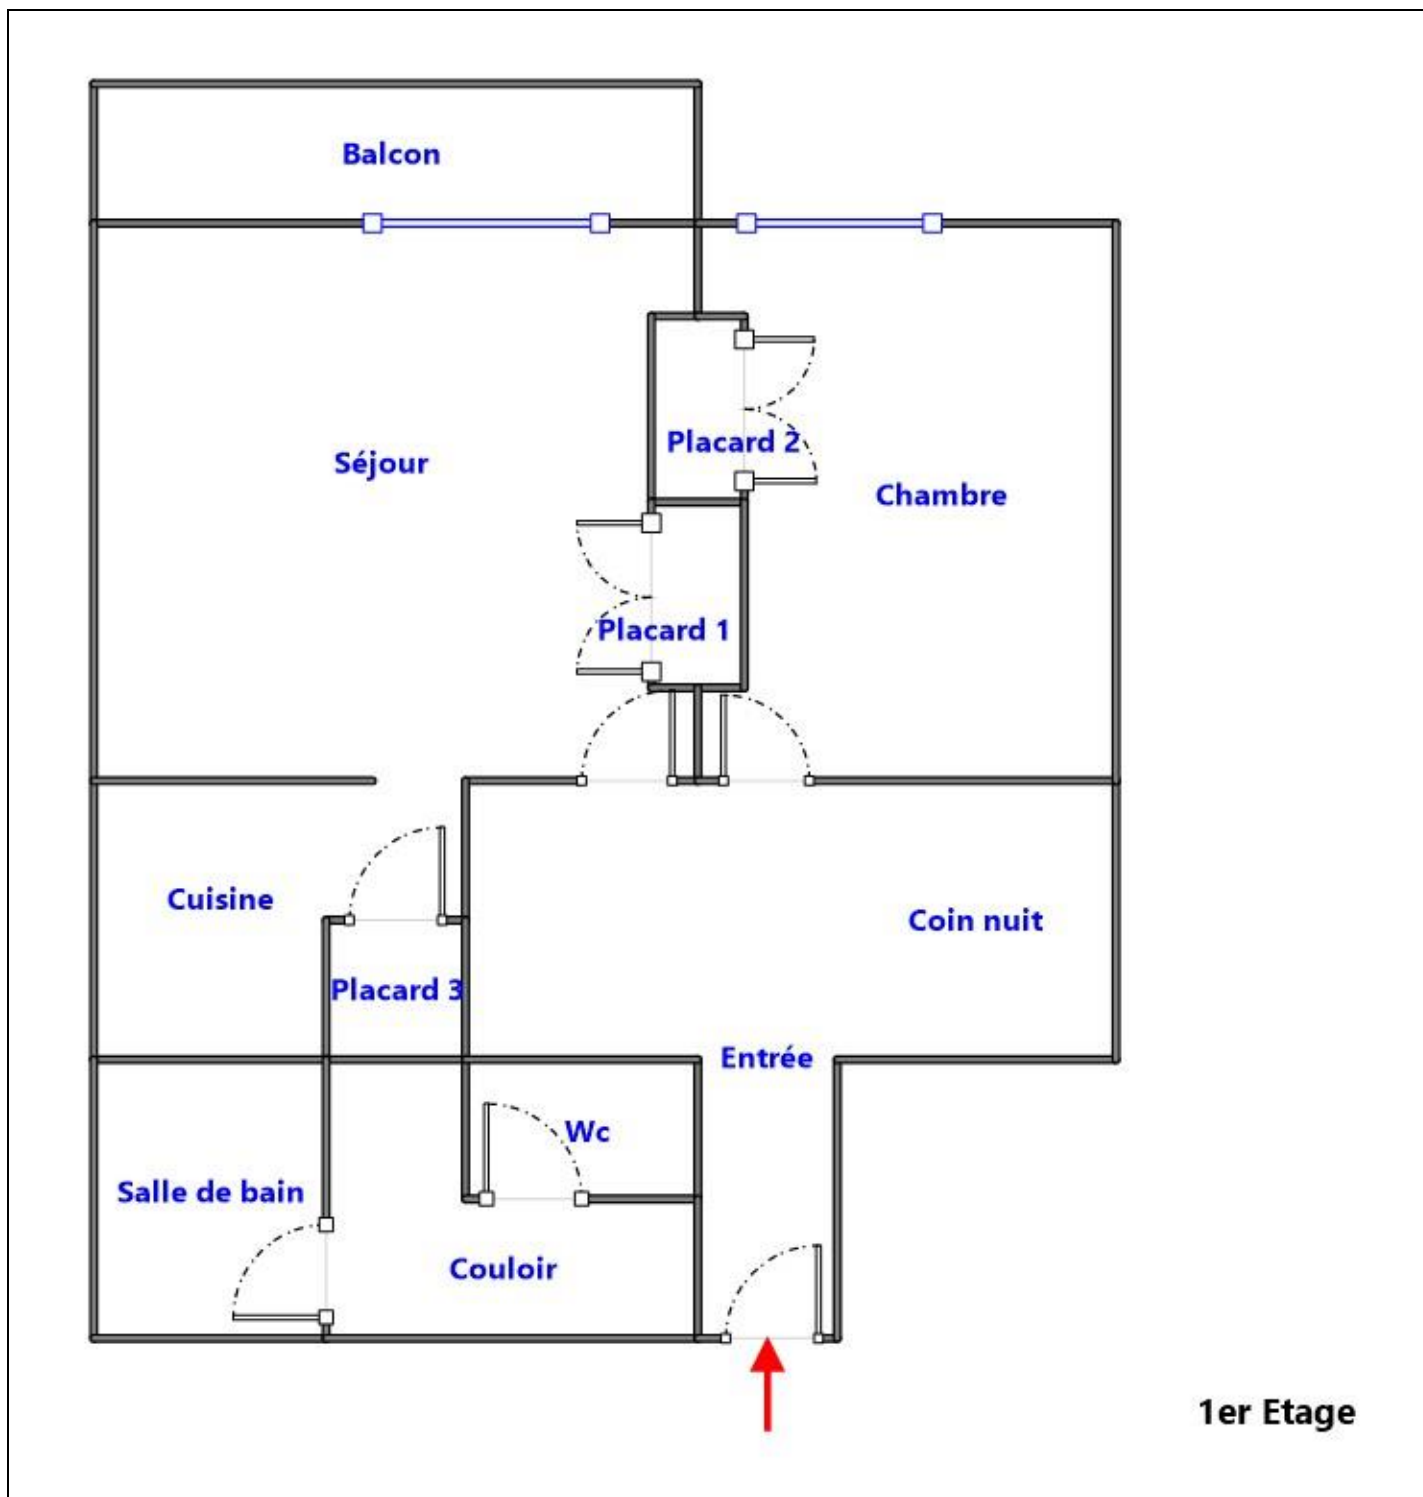 Balcon
Placard 2
Séjour
Chambre
Placard 1
Cuisine
Coin nuit
Placard 3
Entrée
Wc
Salle de bain
Couloir
1er Etage